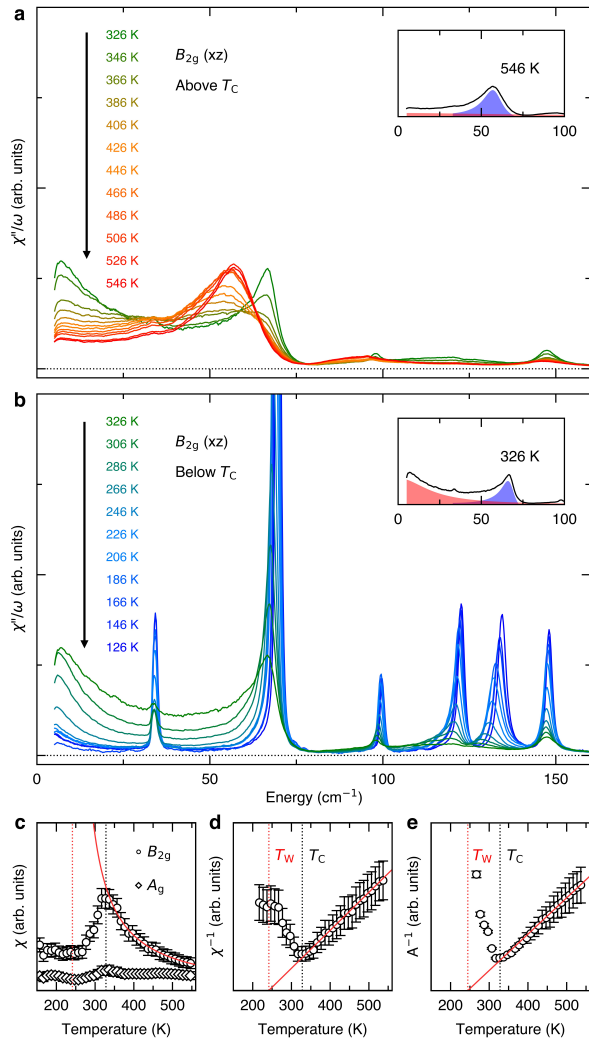 a
326 K
346 K
366 K
386 K
406 K
426 K
446 K
466 K
486 K
506 K
526 K
546 K
B2g (xz)
Above TC
546 K
0 50 100
χ"/ω (arb. units)
b
326 K
306 K
286 K
266 K
246 K
226 K
206 K
186 K
166 K
146 K
126 K
B2g (xz)
Below TC
326 K
0 50 100
χ"/ω (arb. units)
0 50 100 150
Energy (cm−1)
c
B2g
Ag
χ (arb. units)
200 300 400 500
Temperature (K)
d
TW TC
χ−1 (arb. units)
200 300 400 500
Temperature (K)
e
TW TC
A−1 (arb. units)
200 300 400 500
Temperature (K)